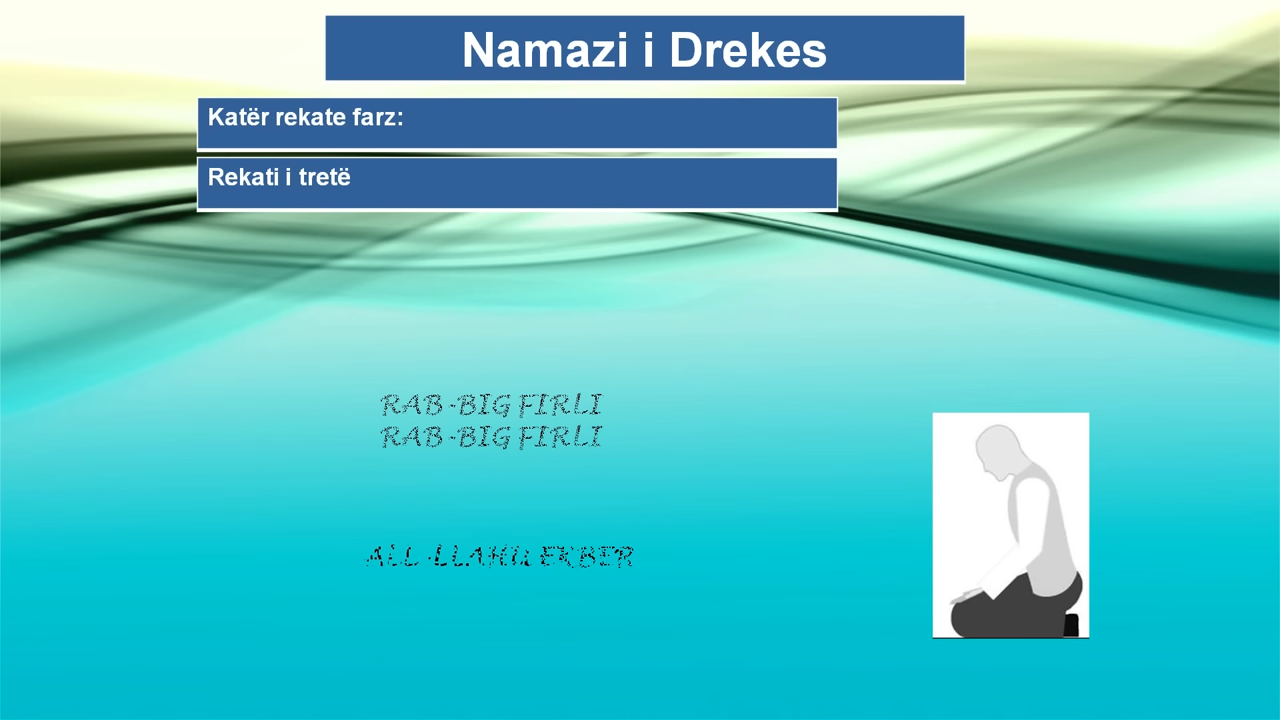 Namazi i Drekes
Katër rekate farz:
Rekati i tretë
RAB-BIG FIRLI
RAB-BIG FIRLI
ALL-LLAHU EKBER